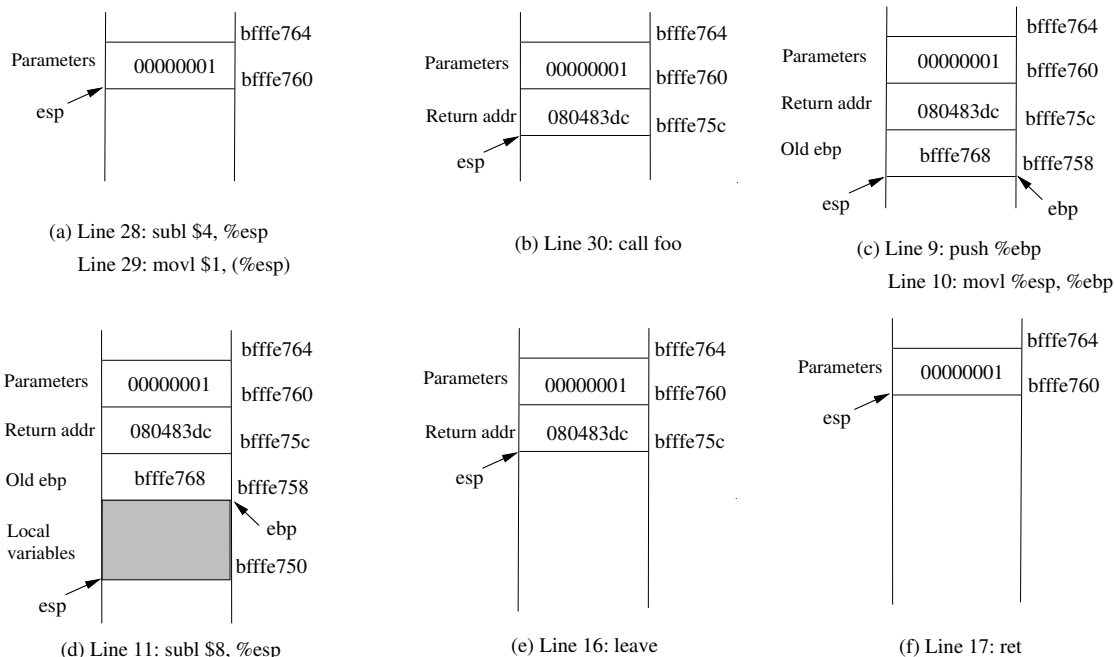 bfffe764
Parameters 00000001 bfffe760
esp
(a) Line 28: subl $4, %esp
Line 29: movl $1, (%esp)
bfffe764
Parameters 00000001 bfffe760
Return addr 080483dc bfffe75c
esp
(b) Line 30: call foo
bfffe764
Parameters 00000001 bfffe760
Return addr 080483dc bfffe75c
Old ebp bfffe768 bfffe758
esp ebp
(c) Line 9: push %ebp
Line 10: movl %esp, %ebp
bfffe764
Parameters 00000001 bfffe760
Return addr 080483dc bfffe75c
Old ebp bfffe768 bfffe758
ebp
Local
variables
bfffe750
esp
(d) Line 11: subl $8, %esp
bfffe764
Parameters 00000001 bfffe760
Return addr 080483dc bfffe75c
esp
(e) Line 16: leave
bfffe764
Parameters 00000001 bfffe760
esp
(f) Line 17: ret